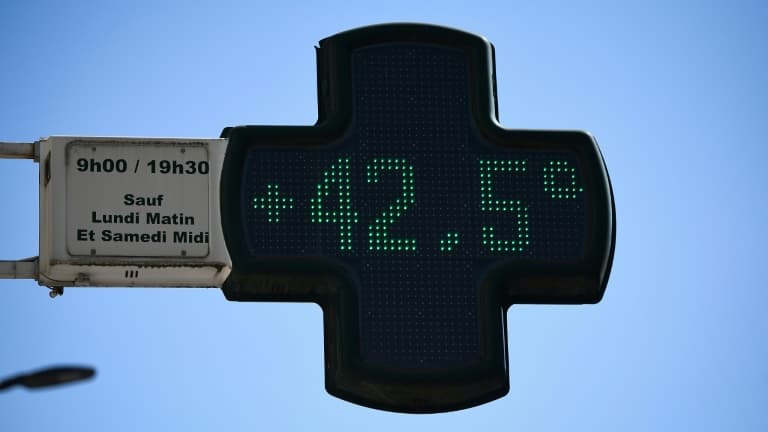 9h00 / 19h30
Sauf
Lundi Matin
Et Samedi Midi
+42.5°